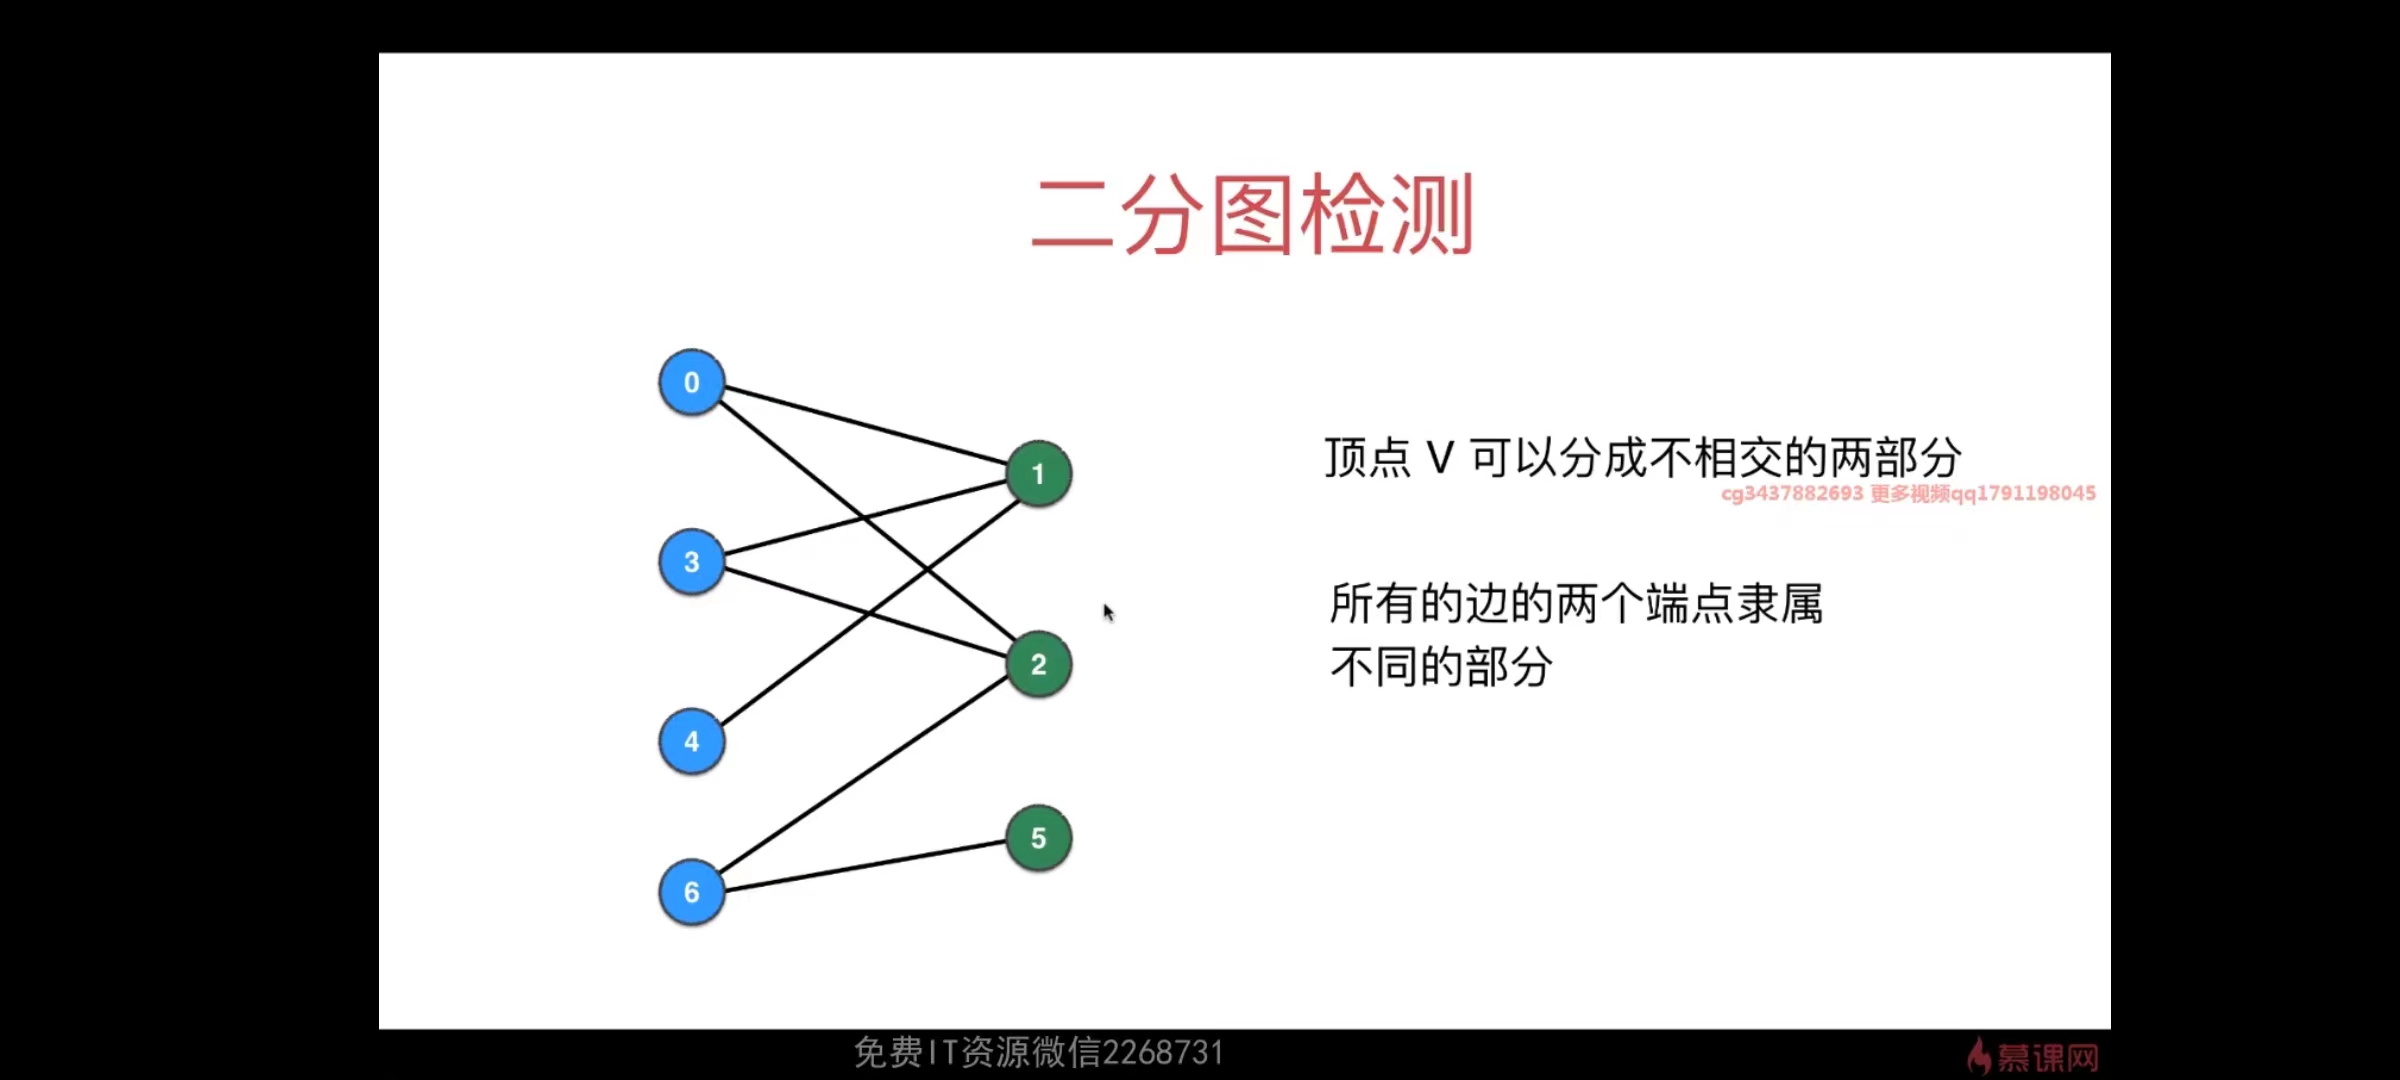 二分图检测
0
1
顶点 V 可以分成不相交的两部分
cg3437882693 更多视频qq1791198045
3
所有的边的两个端点隶属
不同的部分
2
4
5
6
免费IT资源微信2268731
慕课网